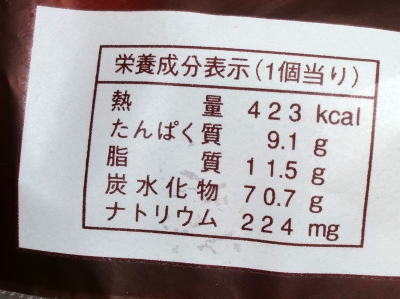 栄養成分表示(1個当り)
熱量 423 kcal
たんぱく質 9.1 g
脂質 11.5 g
炭水化物 70.7 g
ナトリウム 224 mg